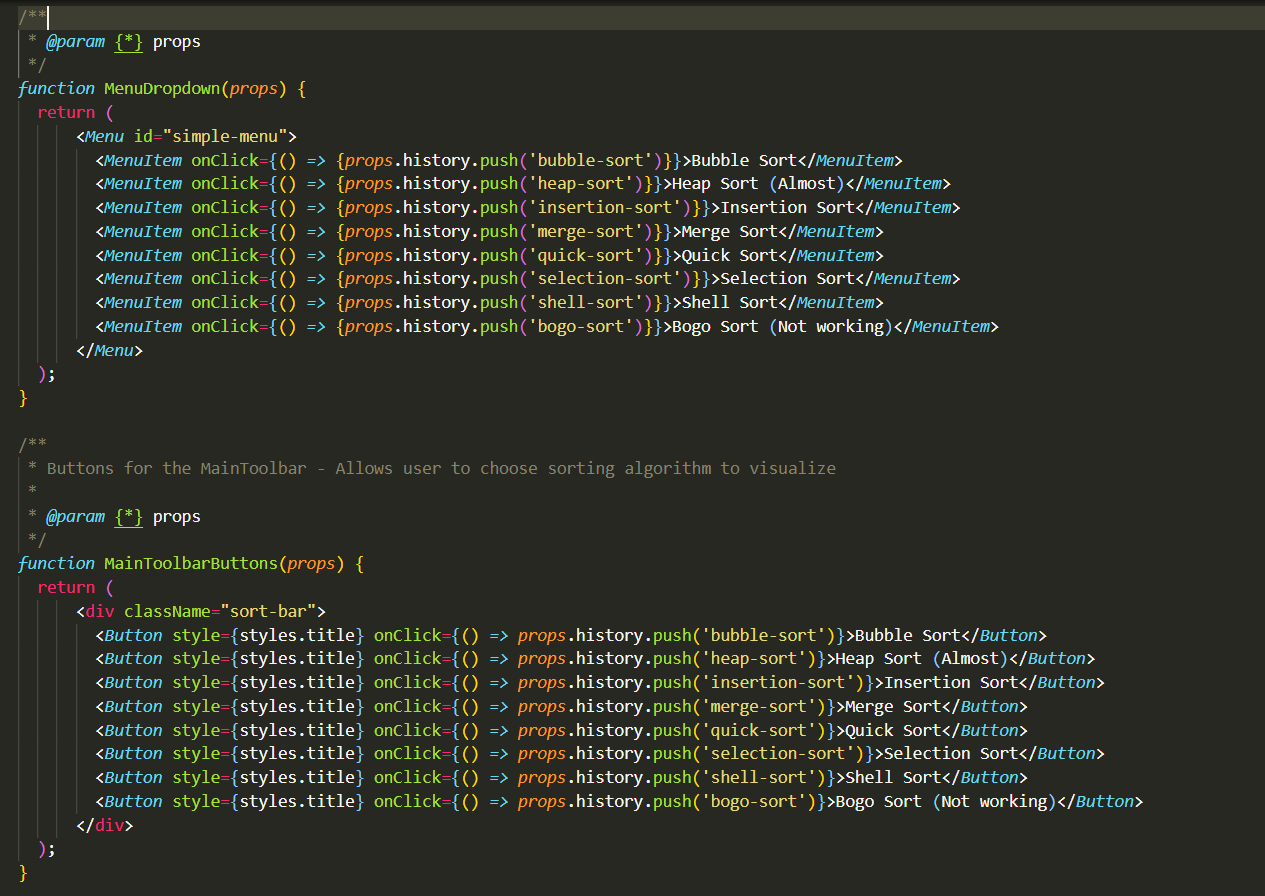 /**
 * @param {*} props
 */
function MenuDropdown(props) {
  return (
      <Menu id="simple-menu">
        <MenuItem onClick={() => {props.history.push('bubble-sort')}}>Bubble Sort</MenuItem>
        <MenuItem onClick={() => {props.history.push('heap-sort')}}>Heap Sort (Almost)</MenuItem>
        <MenuItem onClick={() => {props.history.push('insertion-sort')}}>Insertion Sort</MenuItem>
        <MenuItem onClick={() => {props.history.push('merge-sort')}}>Merge Sort</MenuItem>
        <MenuItem onClick={() => {props.history.push('quick-sort')}}>Quick Sort</MenuItem>
        <MenuItem onClick={() => {props.history.push('selection-sort')}}>Selection Sort</MenuItem>
        <MenuItem onClick={() => {props.history.push('shell-sort')}}>Shell Sort</MenuItem>
        <MenuItem onClick={() => {props.history.push('bogo-sort')}}>Bogo Sort (Not working)</MenuItem>
      </Menu>
  );
}

/**
 * Buttons for the MainToolbar - Allows user to choose sorting algorithm to visualize
 *
 * @param {*} props
 */
function MainToolbarButtons(props) {
  return (
      <div className="sort-bar">
        <Button style={styles.title} onClick={() => props.history.push('bubble-sort')}>Bubble Sort</Button>
        <Button style={styles.title} onClick={() => props.history.push('heap-sort')}>Heap Sort (Almost)</Button>
        <Button style={styles.title} onClick={() => props.history.push('insertion-sort')}>Insertion Sort</Button>
        <Button style={styles.title} onClick={() => props.history.push('merge-sort')}>Merge Sort</Button>
        <Button style={styles.title} onClick={() => props.history.push('quick-sort')}>Quick Sort</Button>
        <Button style={styles.title} onClick={() => props.history.push('selection-sort')}>Selection Sort</Button>
        <Button style={styles.title} onClick={() => props.history.push('shell-sort')}>Shell Sort</Button>
        <Button style={styles.title} onClick={() => props.history.push('bogo-sort')}>Bogo Sort (Not working)</Button>
      </div>
  );
}